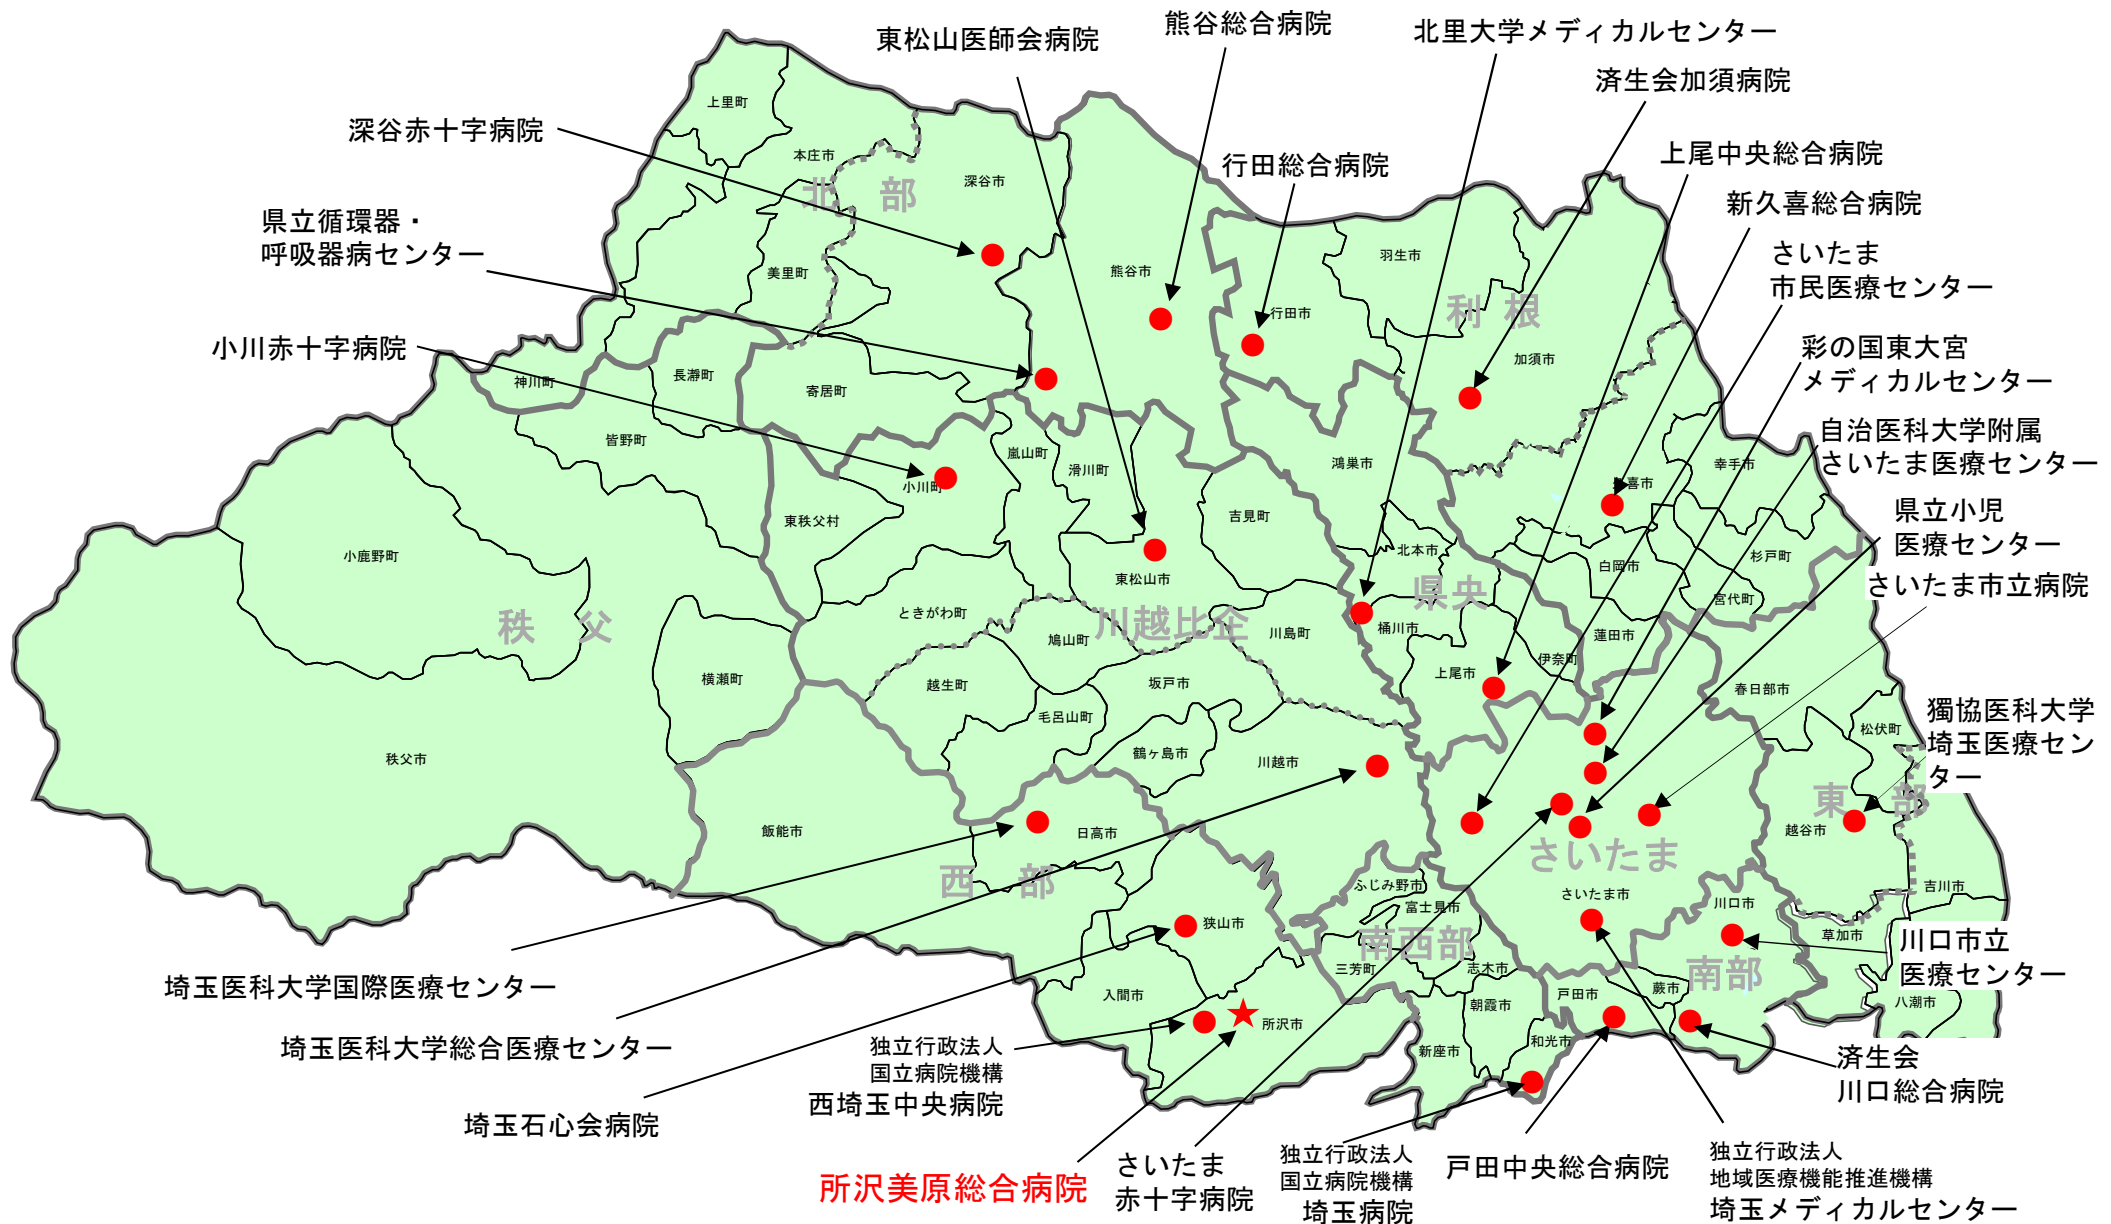 熊谷総合病院
北里大学メディカルセンター
東松山医師会病院
済生会加須病院
深谷赤十字病院
行田総合病院
上尾中央総合病院
新久喜総合病院
県立循環器・
呼吸器病センター
さいたま
市民医療センター
小川赤十字病院
彩の国東大宮
メディカルセンター
自治医科大学附属
さいたま医療センター
県立小児
医療センター
さいたま市立病院
獨協医科大学
埼玉医療セン
ター
川口市立
医療センター
済生会
川口総合病院
埼玉医科大学国際医療センター
埼玉医科大学総合医療センター
埼玉石心会病院
独立行政法人
国立病院機構
西埼玉中央病院
所沢美原総合病院
さいたま
赤十字病院
独立行政法人
国立病院機構
埼玉病院
戸田中央総合病院
独立行政法人
地域医療機能推進機構
埼玉メディカルセンター
北部
利根
秩父
川越比企
県央
東部
さいたま
西部
南西部
南部
上里町
本庄市
深谷市
美里町
熊谷市
行田市
羽生市
加須市
神川町
長瀞町
寄居町
皆野町
嵐山町
滑川町
鴻巣市
幸手市
小川町
喜市
東秩父村
吉見町
小鹿野町
北本市
杉戸町
白岡市
東松山市
宮代町
ときがわ町
鳩山町
川島町
桶川市
蓮田市
伊奈町
上尾市
横瀬町
越生町
坂戸市
春日部市
毛呂山町
松伏町
鶴ヶ島市
川越市
秩父市
飯能市
日高市
越谷市
ふじみ野市
富士見市
さいたま市
川口市
吉川市
狭山市
草加市
三芳町
志木市
入間市
朝霞市
戸田市
蕨市
八潮市
所沢市
新座市
和光市